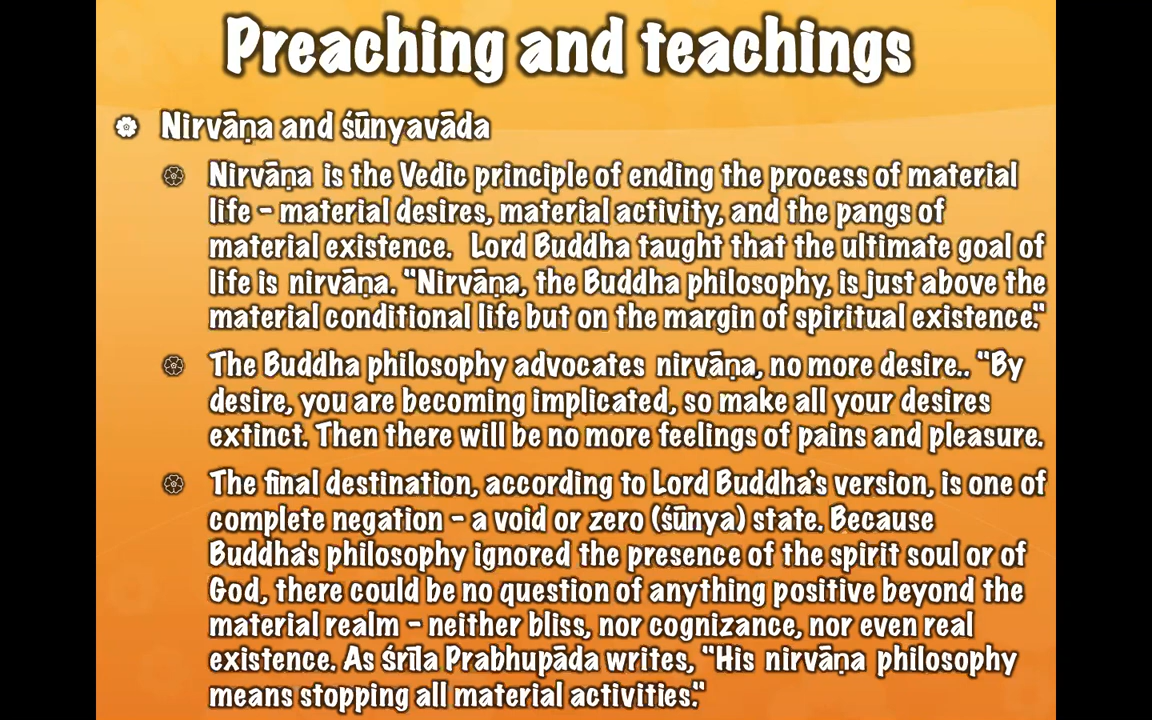 Preaching and teachings
Nirvāṇa and śūnyavāda
Nirvāṇa is the Vedic principle of ending the process of material
life – material desires, material activity, and the pangs of
material existence. Lord Buddha taught that the ultimate goal of
life is nirvāṇa. "Nirvāṇa, the Buddha philosophy, is just above the
material conditional life but on the margin of spiritual existence."
The Buddha philosophy advocates nirvāṇa, no more desire.. "By
desire, you are becoming implicated, so make all your desires
extinct. Then there will be no more feelings of pains and pleasure.
The final destination, according to Lord Buddha's version, is one of
complete negation – a void or zero (śūnya) state. Because
Buddha's philosophy ignored the presence of the spirit soul or of
God, there could be no question of anything positive beyond the
material realm – neither bliss, nor cognizance, nor even real
existence. As Śrīla Prabhupāda writes, "His nirvāṇa philosophy
means stopping all material activities."